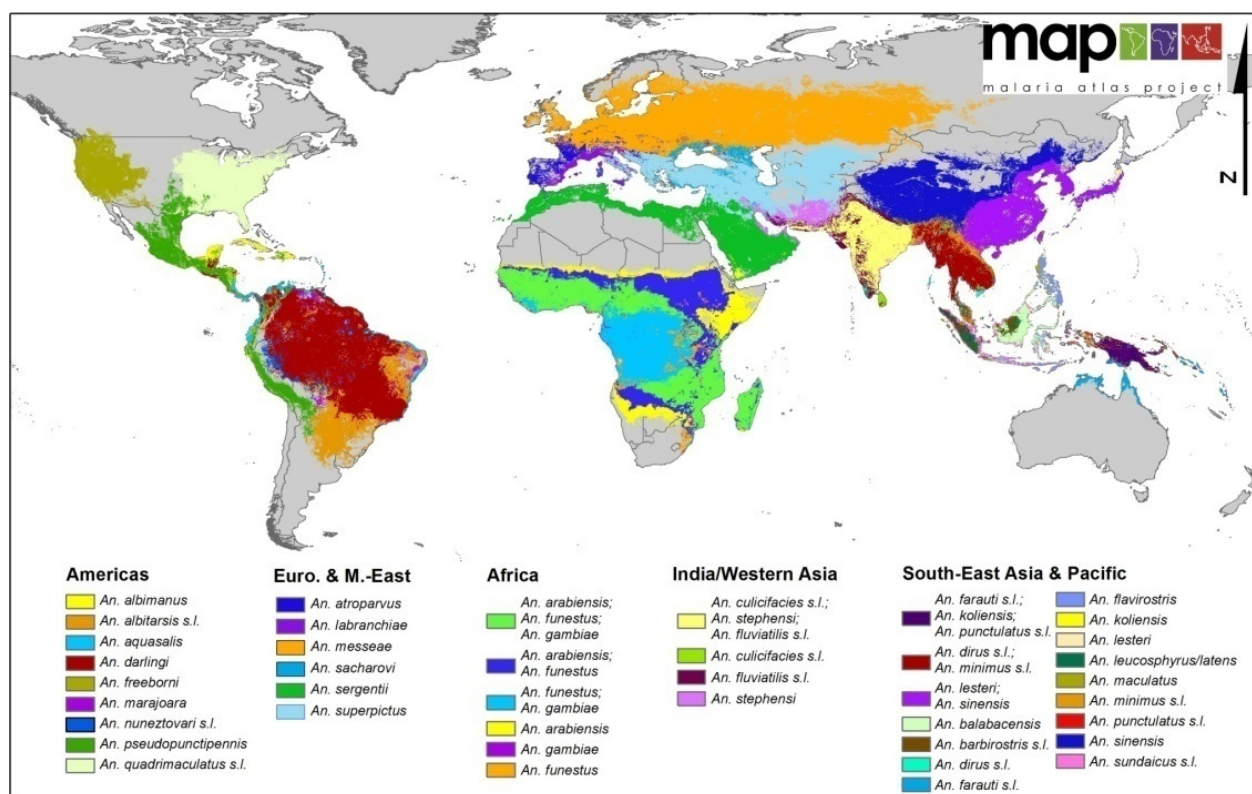 map
malaria atlas project
N
Americas
An. albimanus
An. albitarsis s.l.
An. aquasalis
An. darlingi
An. freeborni
An. marajoara
An. nuneztovari s.l.
An. pseudopunctipennis
An. quadrimaculatus s.l.
Euro. & M.-East
An. atroparvus
An. labranchiae
An. messeae
An. sacharovi
An. sergentii
An. superpictus
Africa
An. arabiensis;
An. funestus;
An. gambiae
An. arabiensis;
An. funestus
An. funestus;
An. gambiae
An. arabiensis
An. gambiae
An. funestus
India/Western Asia
An. culicifacies s.l.;
An. stephensi;
An. fluviatilis s.l.
An. culicifacies s.l.
An. fluviatilis s.l.
An. stephensi
South-East Asia & Pacific
An. farauti s.l.;
An. koliensis;
An. punctulatus s.l.
An. dirus s.l.;
An. minimus s.l.
An. lesteri;
An. sinensis
An. balabacensis
An. barbirostris s.l.
An. dirus s.l.
An. farauti s.l.
An. flavirostris
An. koliensis
An. lesteri
An. leucosphyrus/latens
An. maculatus
An. minimus s.l.
An. punctulatus s.l.
An. sinensis
An. sundaicus s.l.